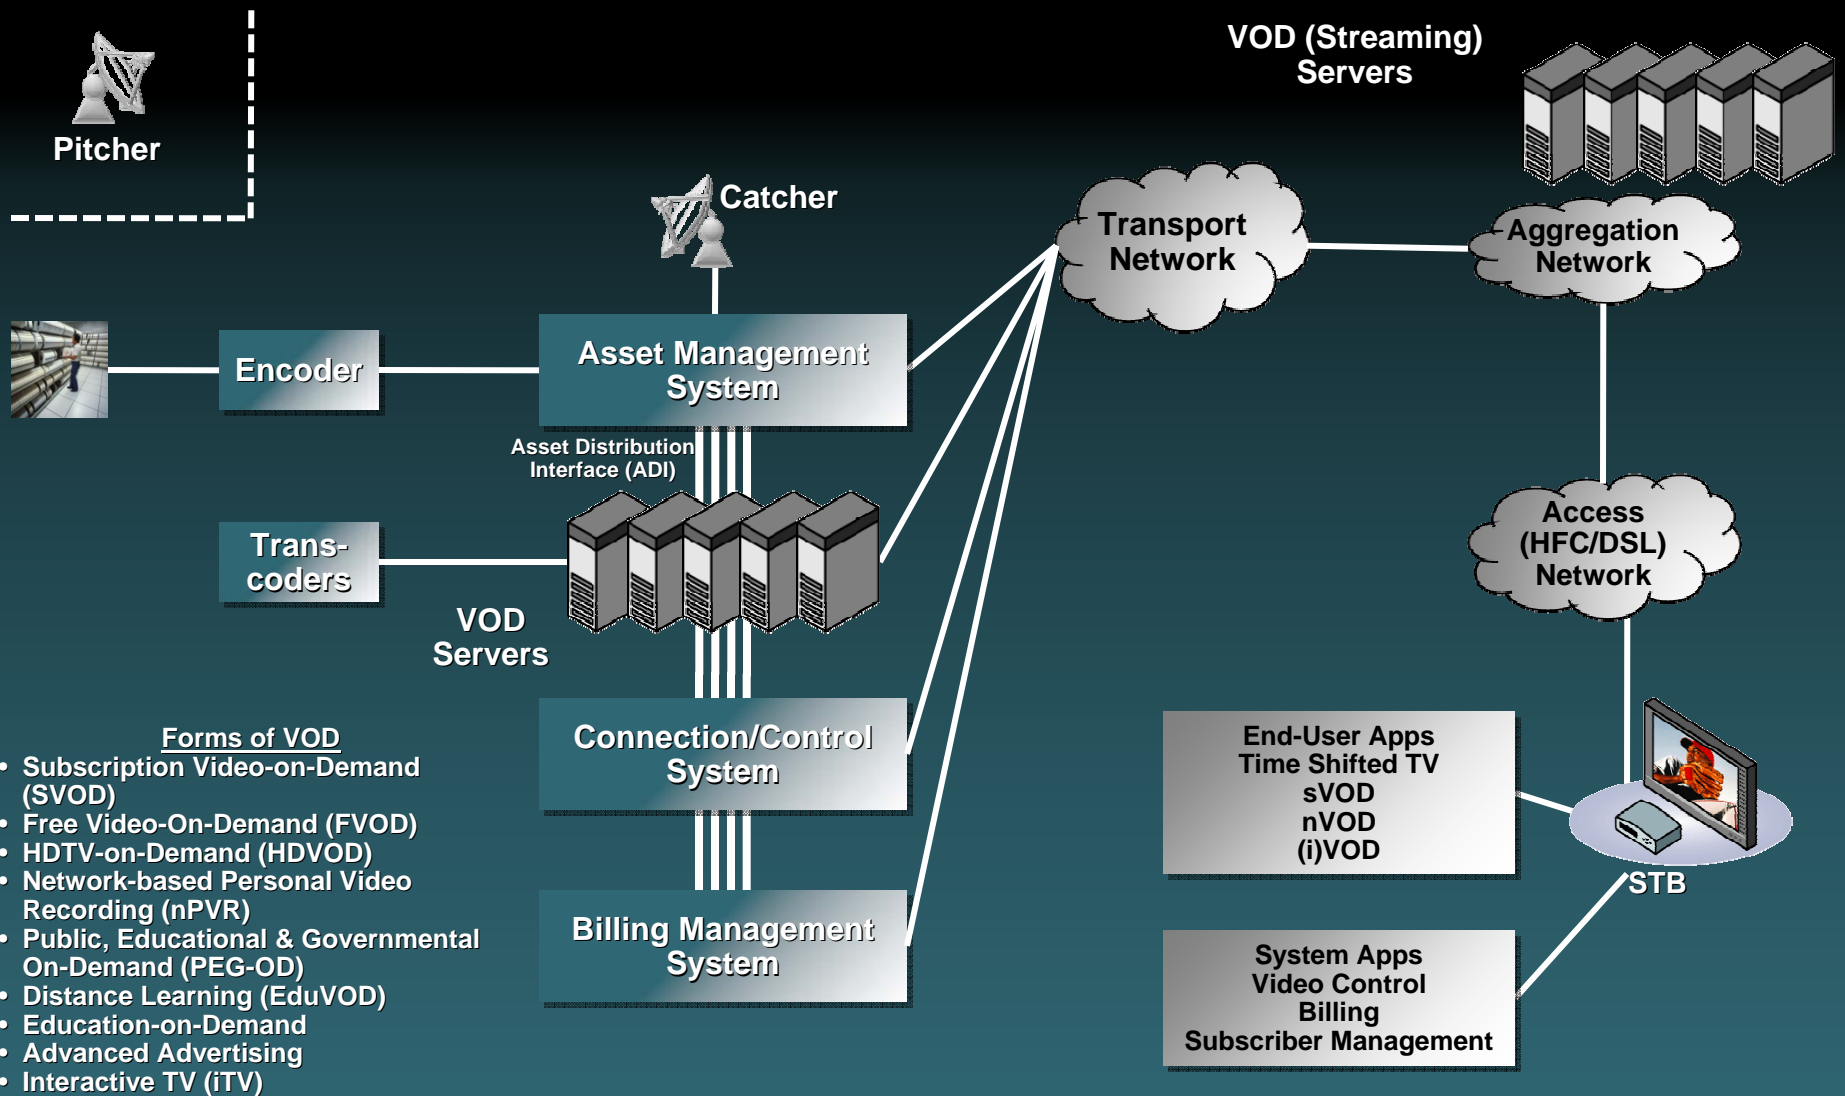 Pitcher
VOD (Streaming)
Servers
Catcher
Transport
Network
Aggregation
Network
Encoder
Asset Management
System
Asset Distribution
Interface (ADI)
Access
(HFC/DSL)
Network
Trans-
coders
VOD
Servers
Connection/Control
System
Billing Management
System
Forms of VOD
• Subscription Video-on-Demand
(SVOD)
• Free Video-On-Demand (FVOD)
• HDTV-on-Demand (HDVOD)
• Network-based Personal Video
Recording (nPVR)
• Public, Educational & Governmental
On-Demand (PEG-OD)
• Distance Learning (EduVOD)
• Education-on-Demand
• Advanced Advertising
• Interactive TV (iTV)
End-User Apps
Time Shifted TV
sVOD
nVOD
(i)VOD
STB
System Apps
Video Control
Billing
Subscriber Management